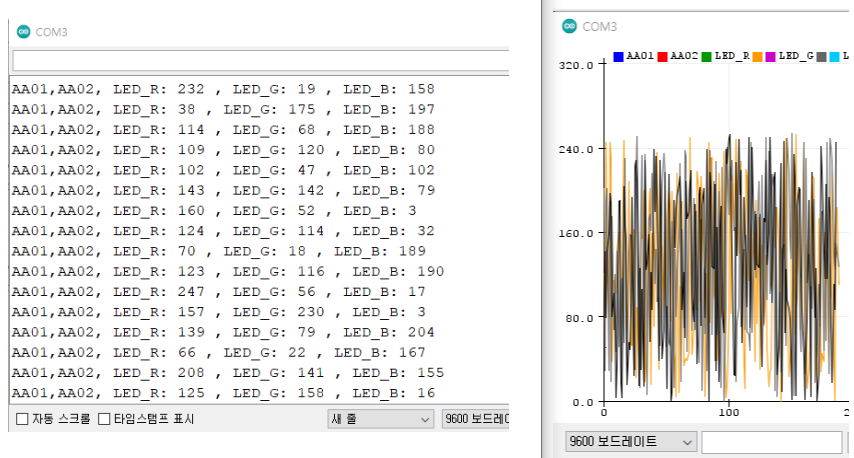 COM3
AA01,AA02, LED_R: 232 , LED_G: 19 , LED_B: 158
AA01,AA02, LED_R: 38 , LED_G: 175 , LED_B: 197
AA01,AA02, LED_R: 114 , LED_G: 68 , LED_B: 188
AA01,AA02, LED_R: 109 , LED_G: 120 , LED_B: 80
AA01,AA02, LED_R: 102 , LED_G: 47 , LED_B: 102
AA01,AA02, LED_R: 143 , LED_G: 142 , LED_B: 79
AA01,AA02, LED_R: 160 , LED_G: 52 , LED_B: 3
AA01,AA02, LED_R: 124 , LED_G: 114 , LED_B: 32
AA01,AA02, LED_R: 70 , LED_G: 18 , LED_B: 189
AA01,AA02, LED_R: 123 , LED_G: 116 , LED_B: 190
AA01,AA02, LED_R: 247 , LED_G: 56 , LED_B: 17
AA01,AA02, LED_R: 157 , LED_G: 230 , LED_B: 3
AA01,AA02, LED_R: 139 , LED_G: 79 , LED_B: 204
AA01,AA02, LED_R: 66 , LED_G: 22 , LED_B: 167
AA01,AA02, LED_R: 208 , LED_G: 141 , LED_B: 155
AA01,AA02, LED_R: 125 , LED_G: 158 , LED_B: 16
자동 스크롤 타임스탬프 표시 새 줄 9600 보드레이
COM3
AA01 AA02 LED_R LED_G L
320.0
240.0
160.0
80.0
0.0
0 100 2
9600 보드레이트